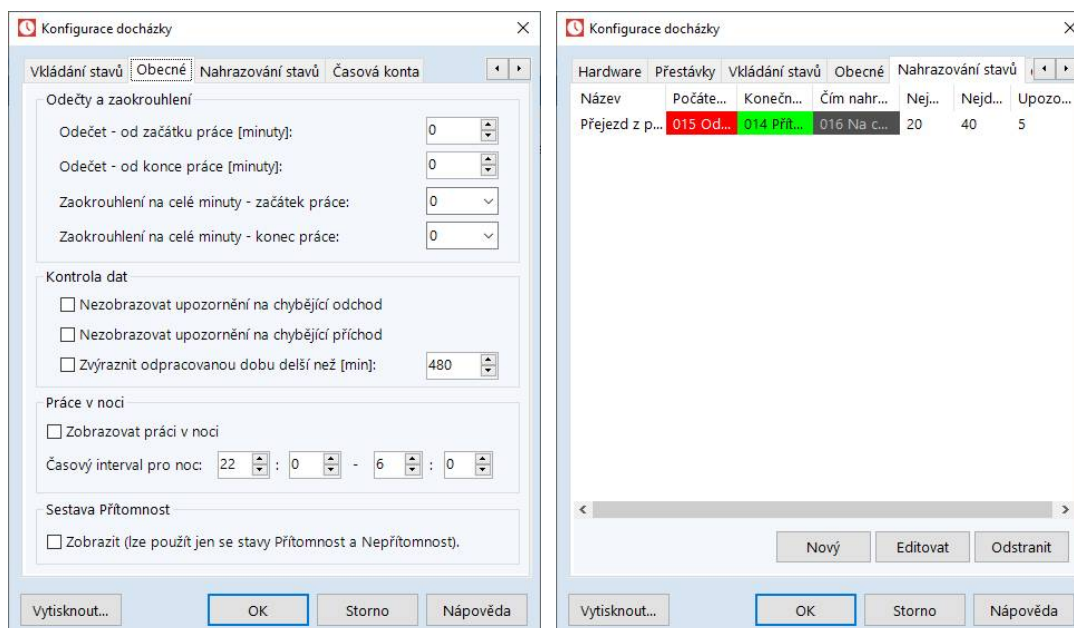 Konfigurace docházky
Vkládání stavů Obecné Nahrazování stavů Časová konta
Odečty a zaokrouhlení
Odečet - od začátku práce [minuty]: 0
Odečet - od konce práce [minuty]: 0
Zaokrouhlení na celé minuty - začátek práce: 0
Zaokrouhlení na celé minuty - konec práce: 0
Kontrola dat
Nezobrazovat upozornění na chybějící odchod
Nezobrazovat upozornění na chybějící příchod
Zvýraznit odpracovanou dobu delší než [min]: 480
Práce v noci
Zobrazovat práci v noci
Časový interval pro noc: 22 : 0 - 6 : 0
Sestava Přítomnost
Zobrazit (lze použít jen se stavy Přítomnost a Nepřítomnost).
Vytisknout... OK Storno Nápověda
Konfigurace docházky
Hardware Přestávky Vkládání stavů Obecné Nahrazování stavů
Název Počáte... Konečn... Čím nahr... Nej... Nejd... Upozo...
Přejezd z p... 015 Od... 014 Přít... 016 Na c... 20 40 5
Nový Editovat Odstranit
Vytisknout... OK Storno Nápověda